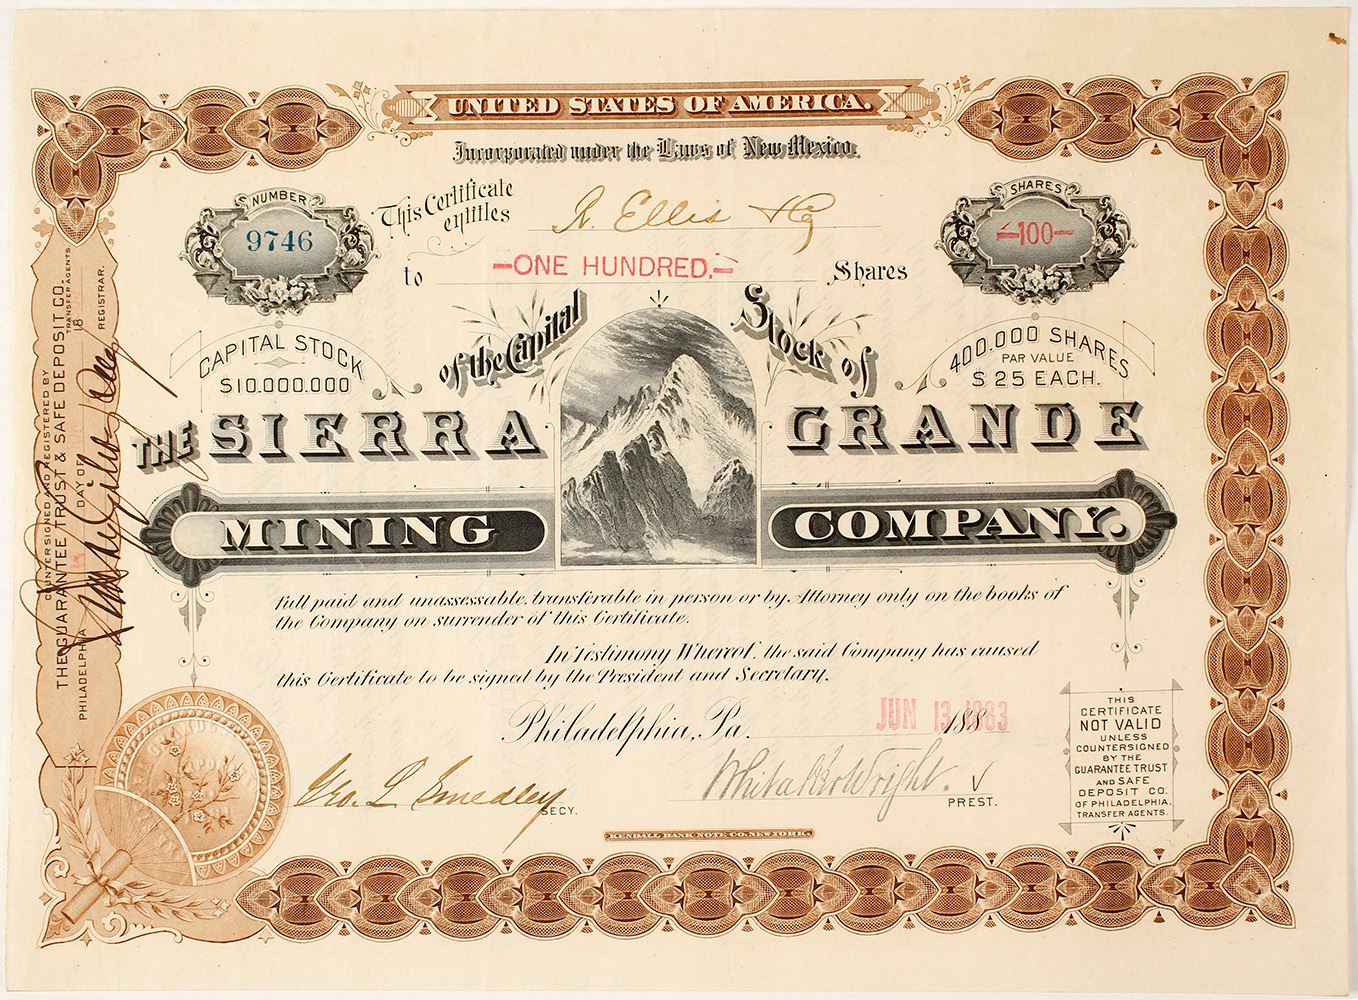 UNITED STATES OF AMERICA.
Incorporated under the Laws of New Mexico.
NUMBER
9746
This Certificate
entitles
Ellis
SHARES
—100—
to —ONE HUNDRED.— Shares
CAPITAL STOCK
$10.000.000
of the Capital Stock of
400.000 SHARES
PAR VALUE
$25 EACH.
THE SIERRA GRANDE
MINING COMPANY.
Full paid and unassessable, transferable in person or by Attorney only on the books of
the Company on surrender of this Certificate.
In Testimony Whereof, the said Company has caused
this Certificate to be signed by the President and Secretary.
Philadelphia, Pa. JUN 13 1883 188
Geo. L. Smedley SECY.
Whitaker Wright. V PREST.
THIS
CERTIFICATE
NOT VALID
UNLESS
COUNTERSIGNED
BY THE
GUARANTEE TRUST
AND SAFE
DEPOSIT CO.
OF PHILADELPHIA.
TRANSFER AGENTS.
KENDALL BANK NOTE CO. NEW YORK.
COUNTERSIGNED AND REGISTERED BY
THE GUARANTEE TRUST & SAFE DEPOSIT CO.
TRANSFER AGENTS
PHILADELPHIA
DAY OF 18
REGISTRAR.